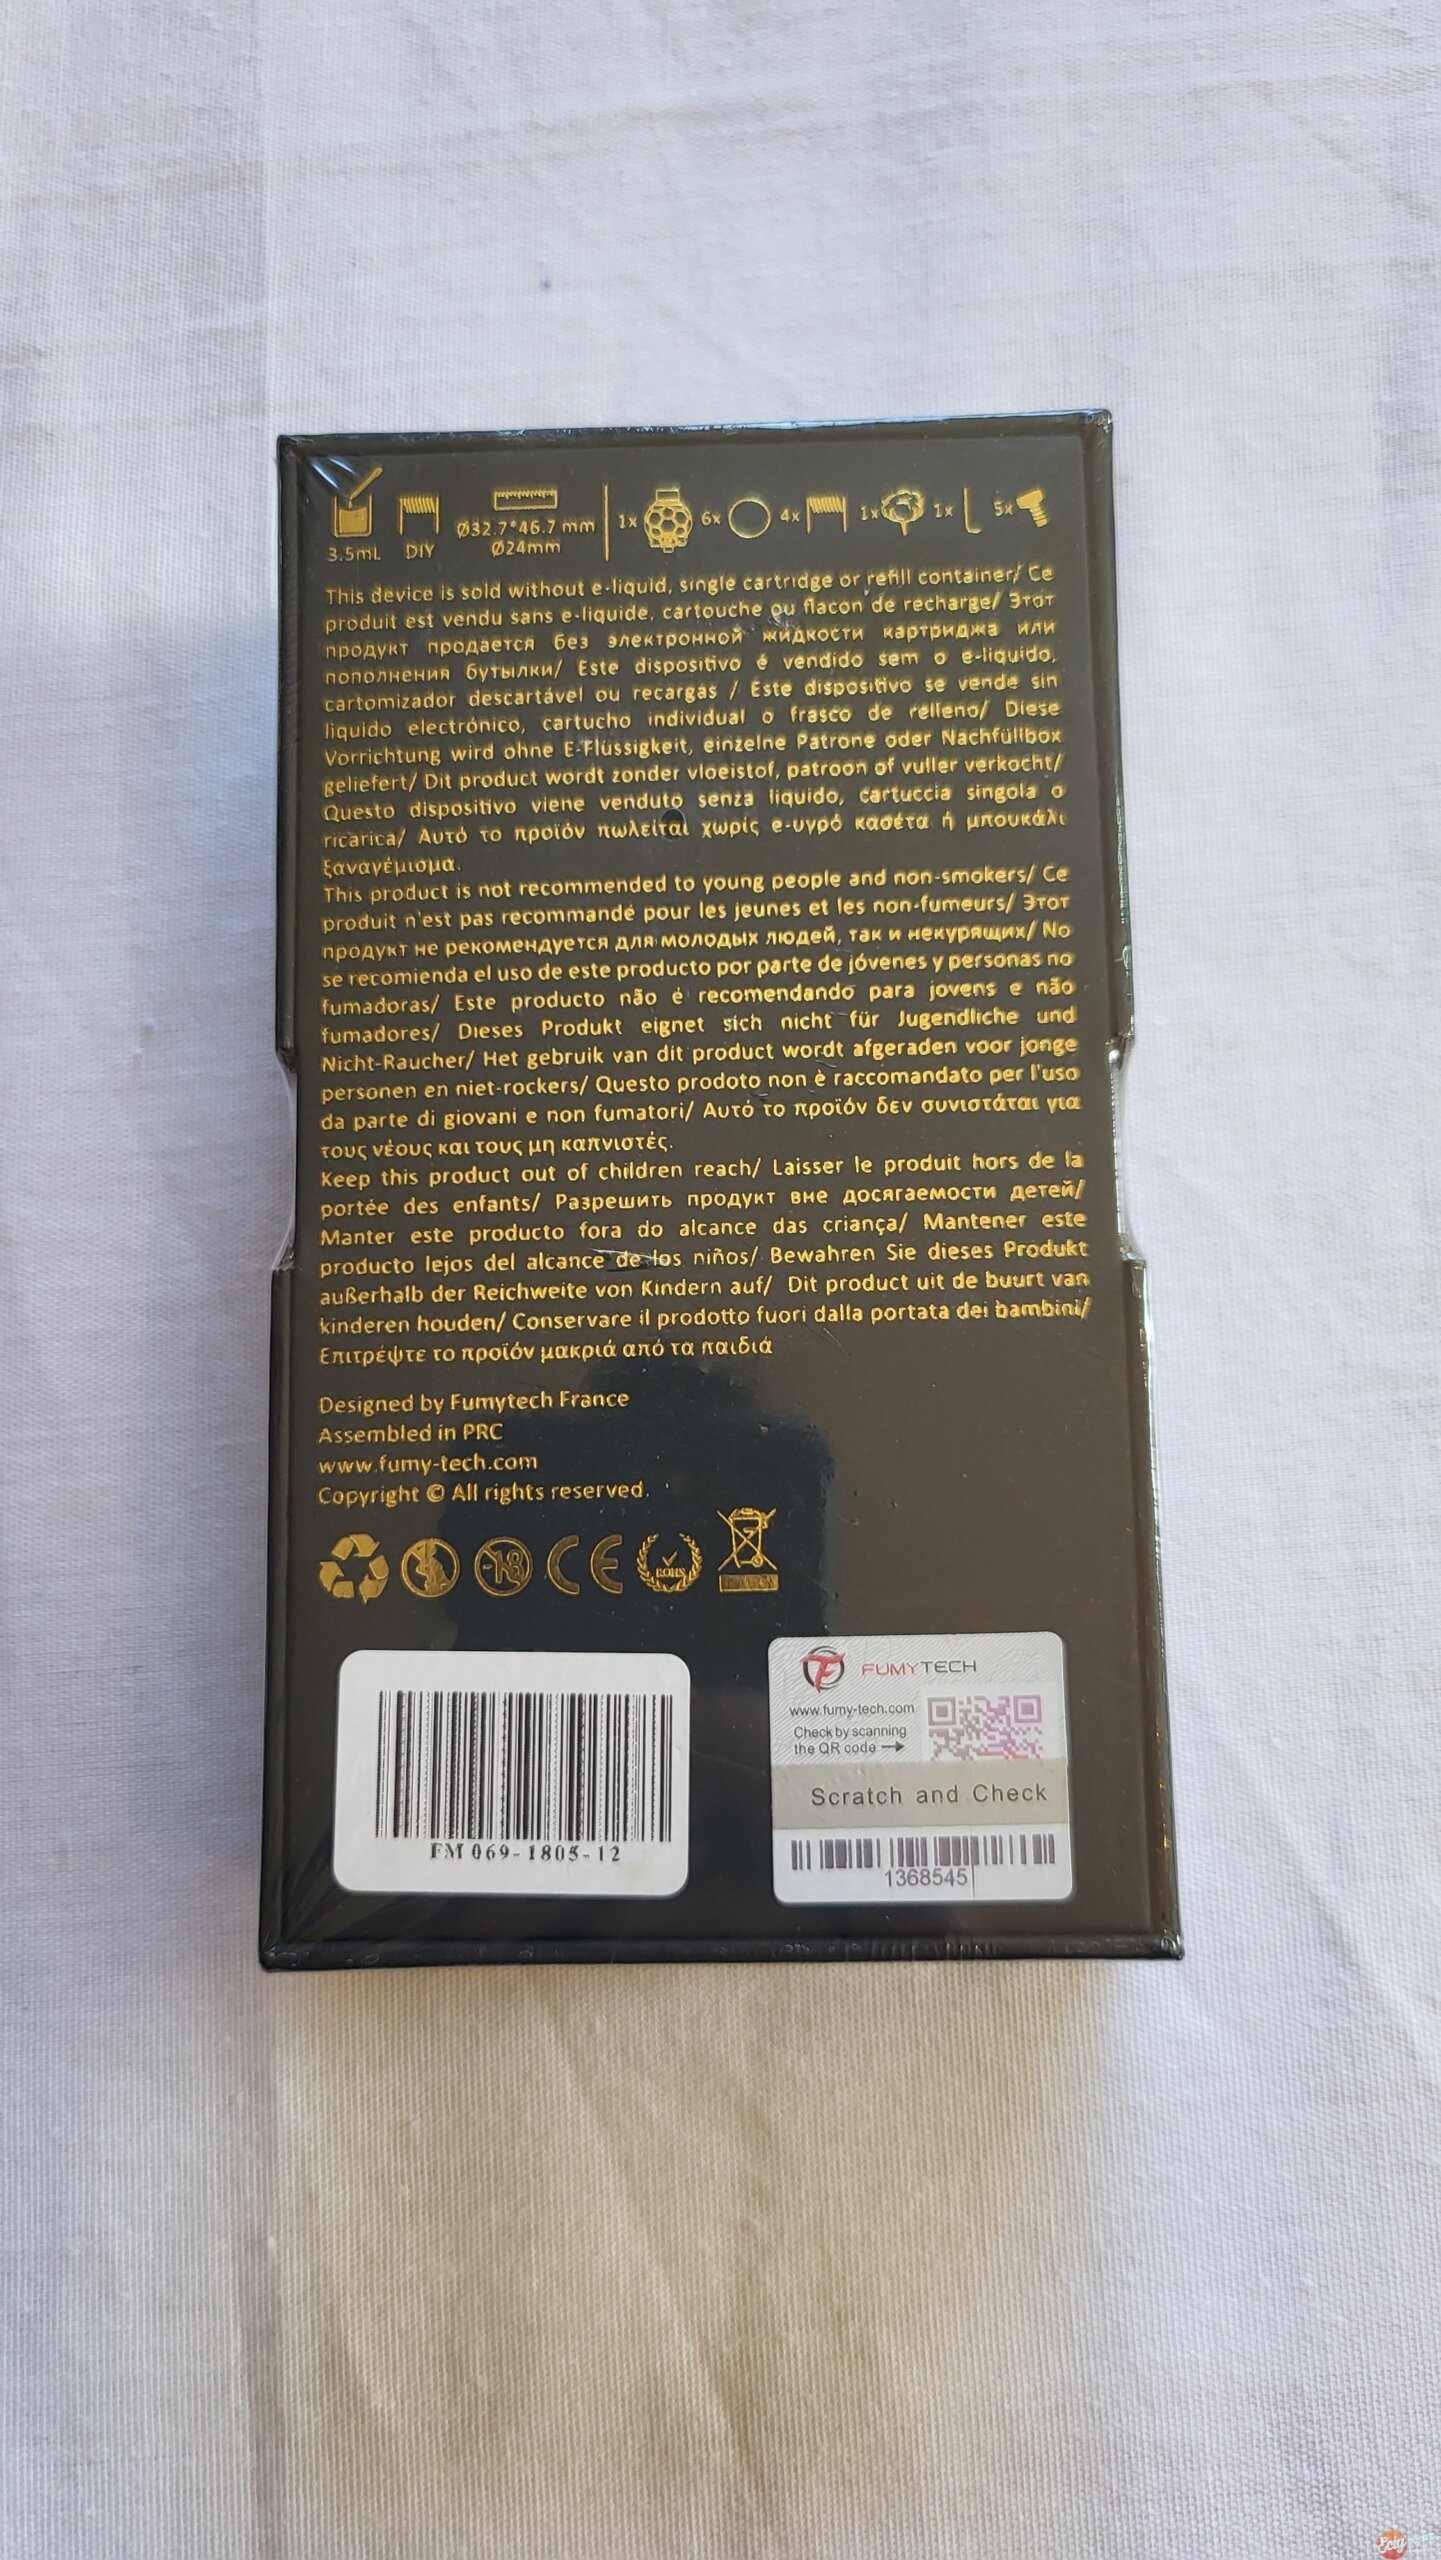 3.5mL DIY Ø32.7*46.7 mm Ø24mm 1x 6x 4x 1x 1x 5x
This device is sold without e-liquid, single cartridge or refill container/ Ce
produit est vendu sans e-liquide, cartouche ou flacon de recharge/ Этот
продукт продается без электронной жидкости картриджа или
пополнения бутылки/ Este dispositivo é vendido sem o e-liquido,
cartomizador descartável ou recargas / Este dispositivo se vende sin
liquido electrónico, cartucho individual o frasco de relleno/ Diese
Vorrichtung wird ohne E-Flüssigkeit, einzelne Patrone oder Nachfüllbox
geliefert/ Dit product wordt zonder vloeistof, patroon of vuller verkocht/
Questo dispositivo viene venduto senza liquido, cartuccia singola o
ricarica/ Αυτό το προϊόν πωλείται χωρίς e-υγρό κασέτα ή μπουκάλι
ξαναγέμισμα.
This product is not recommended to young people and non-smokers/ Ce
produit n'est pas recommandé pour les jeunes et les non-fumeurs/ Этот
продукт не рекомендуется для молодых людей, так и некурящих/ No
se recomienda el uso de este producto por parte de jóvenes y personas no
fumadoras/ Este producto não é recomendando para jovens e não
fumadores/ Dieses Produkt eignet sich nicht für Jugendliche und
Nicht-Raucher/ Het gebruik van dit product wordt afgeraden voor jonge
personen en niet-rockers/ Questo prodoto non è raccomandato per l'uso
da parte di giovani e non fumatori/ Αυτό το προϊόν δεν συνιστάται για
τους νέους και τους μη καπνιστές.
Keep this product out of children reach/ Laisser le produit hors de la
portée des enfants/ Разрешить продукт вне досягаемости детей/
Manter este producto fora do alcance das criança/ Mantener este
producto lejos del alcance de los niños/ Bewahren Sie dieses Produkt
außerhalb der Reichweite von Kindern auf/ Dit product uit de buurt van
kinderen houden/ Conservare il prodotto fuori dalla portata dei bambini/
Επιτρέψτε το προϊόν μακριά από τα παιδιά
Designed by Fumytech France
Assembled in PRC
www.fumy-tech.com
Copyright © All rights reserved.
-18 CE ROHS
FM069-1805-12
FUMYTECH
www.fumy-tech.com
Check by scanning
the QR code
Scratch and Check
1368545